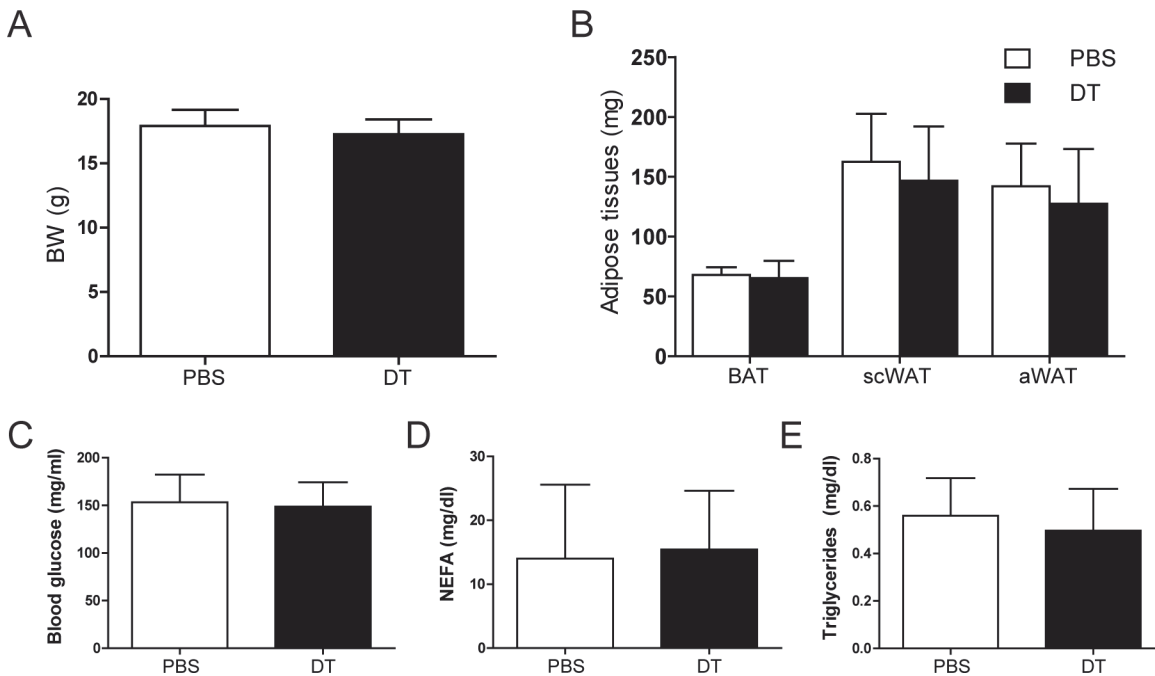 A
BW (g)
20
15
10
5
0
PBS DT
B
Adipose tissues (mg)
250
200
150
100
50
0
PBS
DT
BAT scWAT aWAT
C
Blood glucose (mg/ml)
200
150
100
50
0
PBS DT
D
NEFA (mg/dl)
30
20
10
0
PBS DT
E
Triglycerides (mg/dl)
0.8
0.6
0.4
0.2
0.0
PBS DT